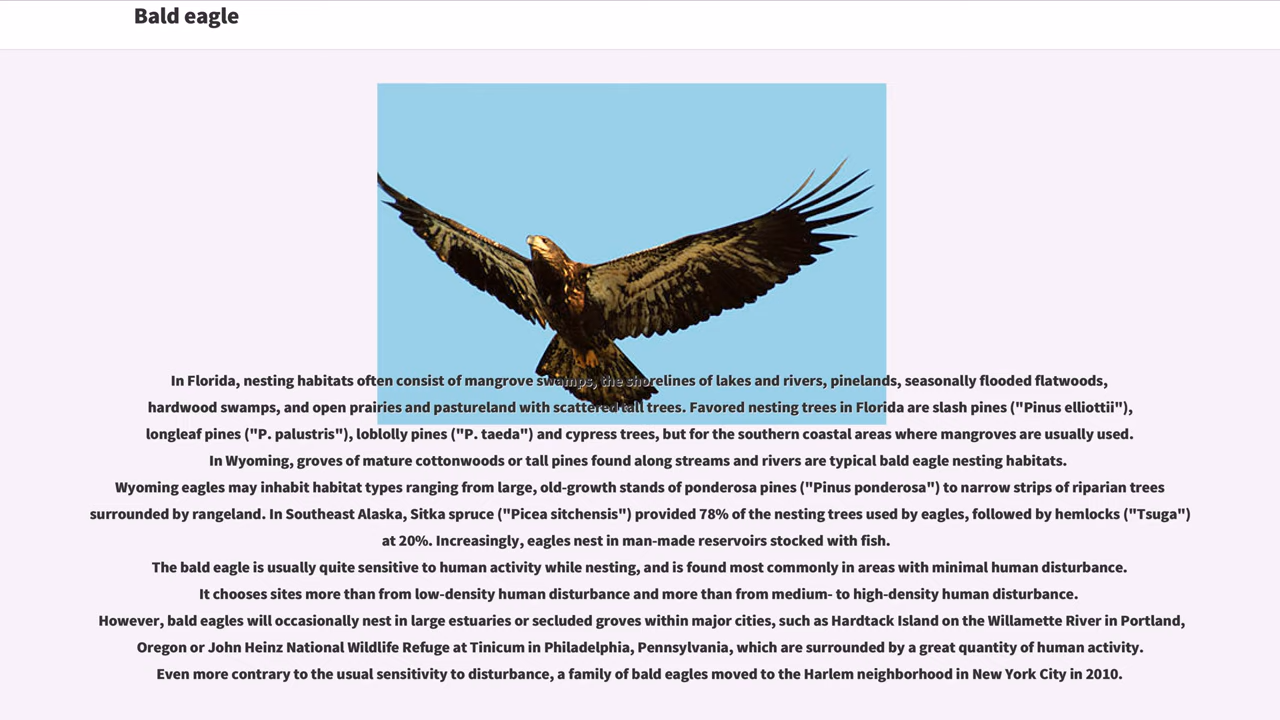 Bald eagle
In Florida, nesting habitats often consist of mangrove swamps, the shorelines of lakes and rivers, pinelands, seasonally flooded flatwoods,
hardwood swamps, and open prairies and pastureland with scattered tall trees. Favored nesting trees in Florida are slash pines ("Pinus elliottii"),
longleaf pines ("P. palustris"), loblolly pines ("P. taeda") and cypress trees, but for the southern coastal areas where mangroves are usually used.
In Wyoming, groves of mature cottonwoods or tall pines found along streams and rivers are typical bald eagle nesting habitats.
Wyoming eagles may inhabit habitat types ranging from large, old-growth stands of ponderosa pines ("Pinus ponderosa") to narrow strips of riparian trees
surrounded by rangeland. In Southeast Alaska, Sitka spruce ("Picea sitchensis") provided 78% of the nesting trees used by eagles, followed by hemlocks ("Tsuga")
at 20%. Increasingly, eagles nest in man-made reservoirs stocked with fish.
The bald eagle is usually quite sensitive to human activity while nesting, and is found most commonly in areas with minimal human disturbance.
It chooses sites more than from low-density human disturbance and more than from medium- to high-density human disturbance.
However, bald eagles will occasionally nest in large estuaries or secluded groves within major cities, such as Hardtack Island on the Willamette River in Portland,
Oregon or John Heinz National Wildlife Refuge at Tinicum in Philadelphia, Pennsylvania, which are surrounded by a great quantity of human activity.
Even more contrary to the usual sensitivity to disturbance, a family of bald eagles moved to the Harlem neighborhood in New York City in 2010.